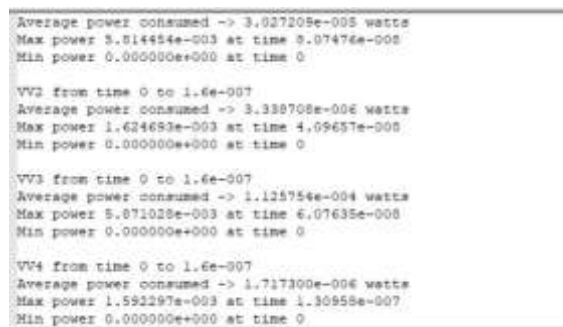 Average power consumed -> 3.027209e-005 watts
Max power 5.814454e-003 at time 8.07476e-008
Min power 0.000000e+000 at time 0
VV2 from time 0 to 1.6e-007
Average power consumed -> 3.338708e-006 watts
Max power 1.624693e-003 at time 4.09657e-008
Min power 0.000000e+000 at time 0
VV3 from time 0 to 1.6e-007
Average power consumed -> 1.125754e-004 watts
Max power 5.871028e-003 at time 6.07635e-008
Min power 0.000000e+000 at time 0
VV4 from time 0 to 1.6e-007
Average power consumed -> 1.717300e-006 watts
Max power 1.592297e-003 at time 1.30958e-007
Min power 0.000000e+000 at time 0